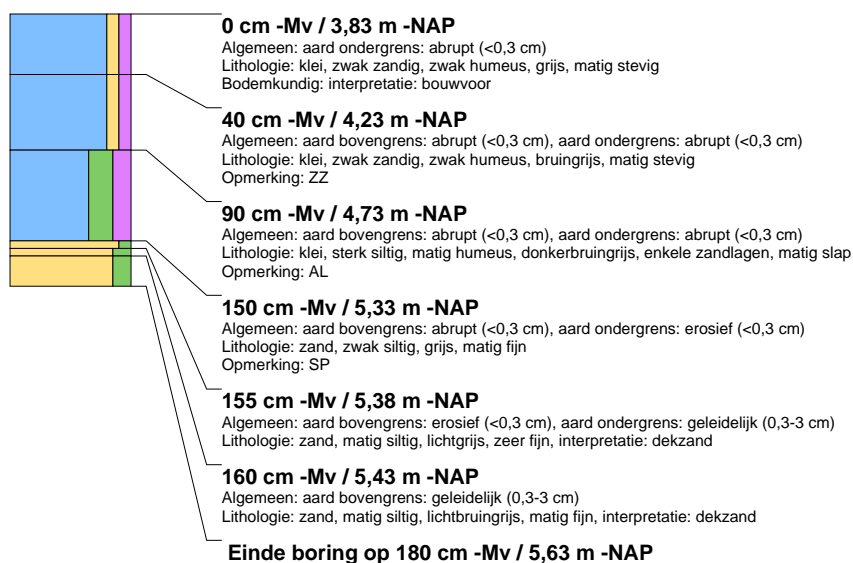 0 cm -Mv / 3,83 m -NAP
Algemeen: aard ondergrens: abrupt (<0,3 cm)
Lithologie: klei, zwak zandig, zwak humeus, grijs, matig stevig
Bodemkundig: interpretatie: bouwvoor
40 cm -Mv / 4,23 m -NAP
Algemeen: aard bovengrens: abrupt (<0,3 cm), aard ondergrens: abrupt (<0,3 cm)
Lithologie: klei, zwak zandig, zwak humeus, bruingrijs, matig stevig
Opmerking: ZZ
90 cm -Mv / 4,73 m -NAP
Algemeen: aard bovengrens: abrupt (<0,3 cm), aard ondergrens: abrupt (<0,3 cm)
Lithologie: klei, sterk siltig, matig humeus, donkerbruingrijs, enkele zandlagen, matig slap
Opmerking: AL
150 cm -Mv / 5,33 m -NAP
Algemeen: aard bovengrens: abrupt (<0,3 cm), aard ondergrens: erosief (<0,3 cm)
Lithologie: zand, zwak siltig, grijs, matig fijn
Opmerking: SP
155 cm -Mv / 5,38 m -NAP
Algemeen: aard bovengrens: erosief (<0,3 cm), aard ondergrens: geleidelijk (0,3-3 cm)
Lithologie: zand, matig siltig, lichtgrijs, zeer fijn, interpretatie: dekzand
160 cm -Mv / 5,43 m -NAP
Algemeen: aard bovengrens: geleidelijk (0,3-3 cm)
Lithologie: zand, matig siltig, lichtbruingrijs, matig fijn, interpretatie: dekzand
Einde boring op 180 cm -Mv / 5,63 m -NAP